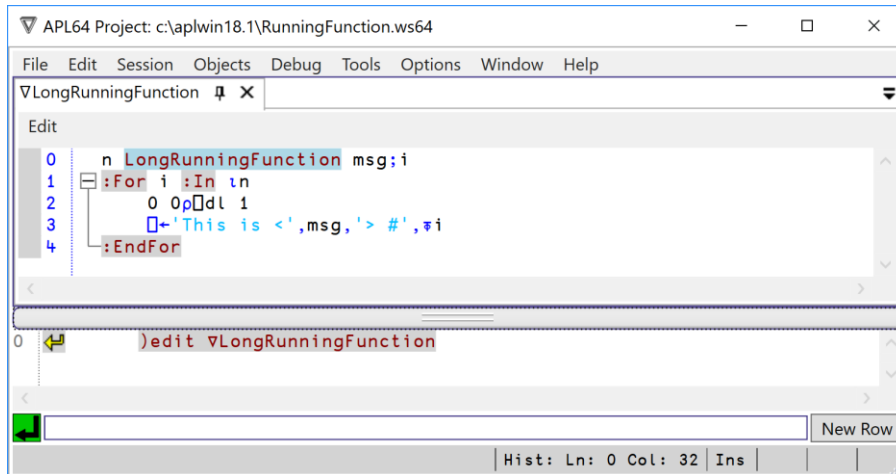 APL64 Project: c:\aplwin18.1\RunningFunction.ws64
File Edit Session Objects Debug Tools Options Window Help
∇LongRunningFunction
Edit
0 n LongRunningFunction msg;i
1 :For i :In ⍳n
2 0 0⍴⎕dl 1
3 ⎕←'This is <',msg,'> #',⍕i
4 :EndFor
0 )edit ∇LongRunningFunction
New Row
Hist: Ln: 0 Col: 32 Ins